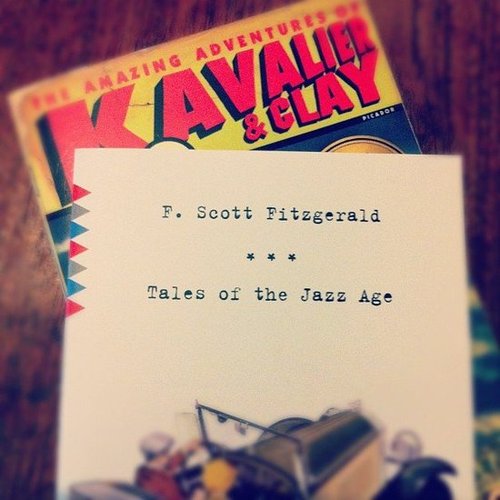 THE AMAZING ADVENTURES OF
KAVALIER
& CLAY
PICADOR
F. Scott Fitzgerald
* * *
Tales of the Jazz Age